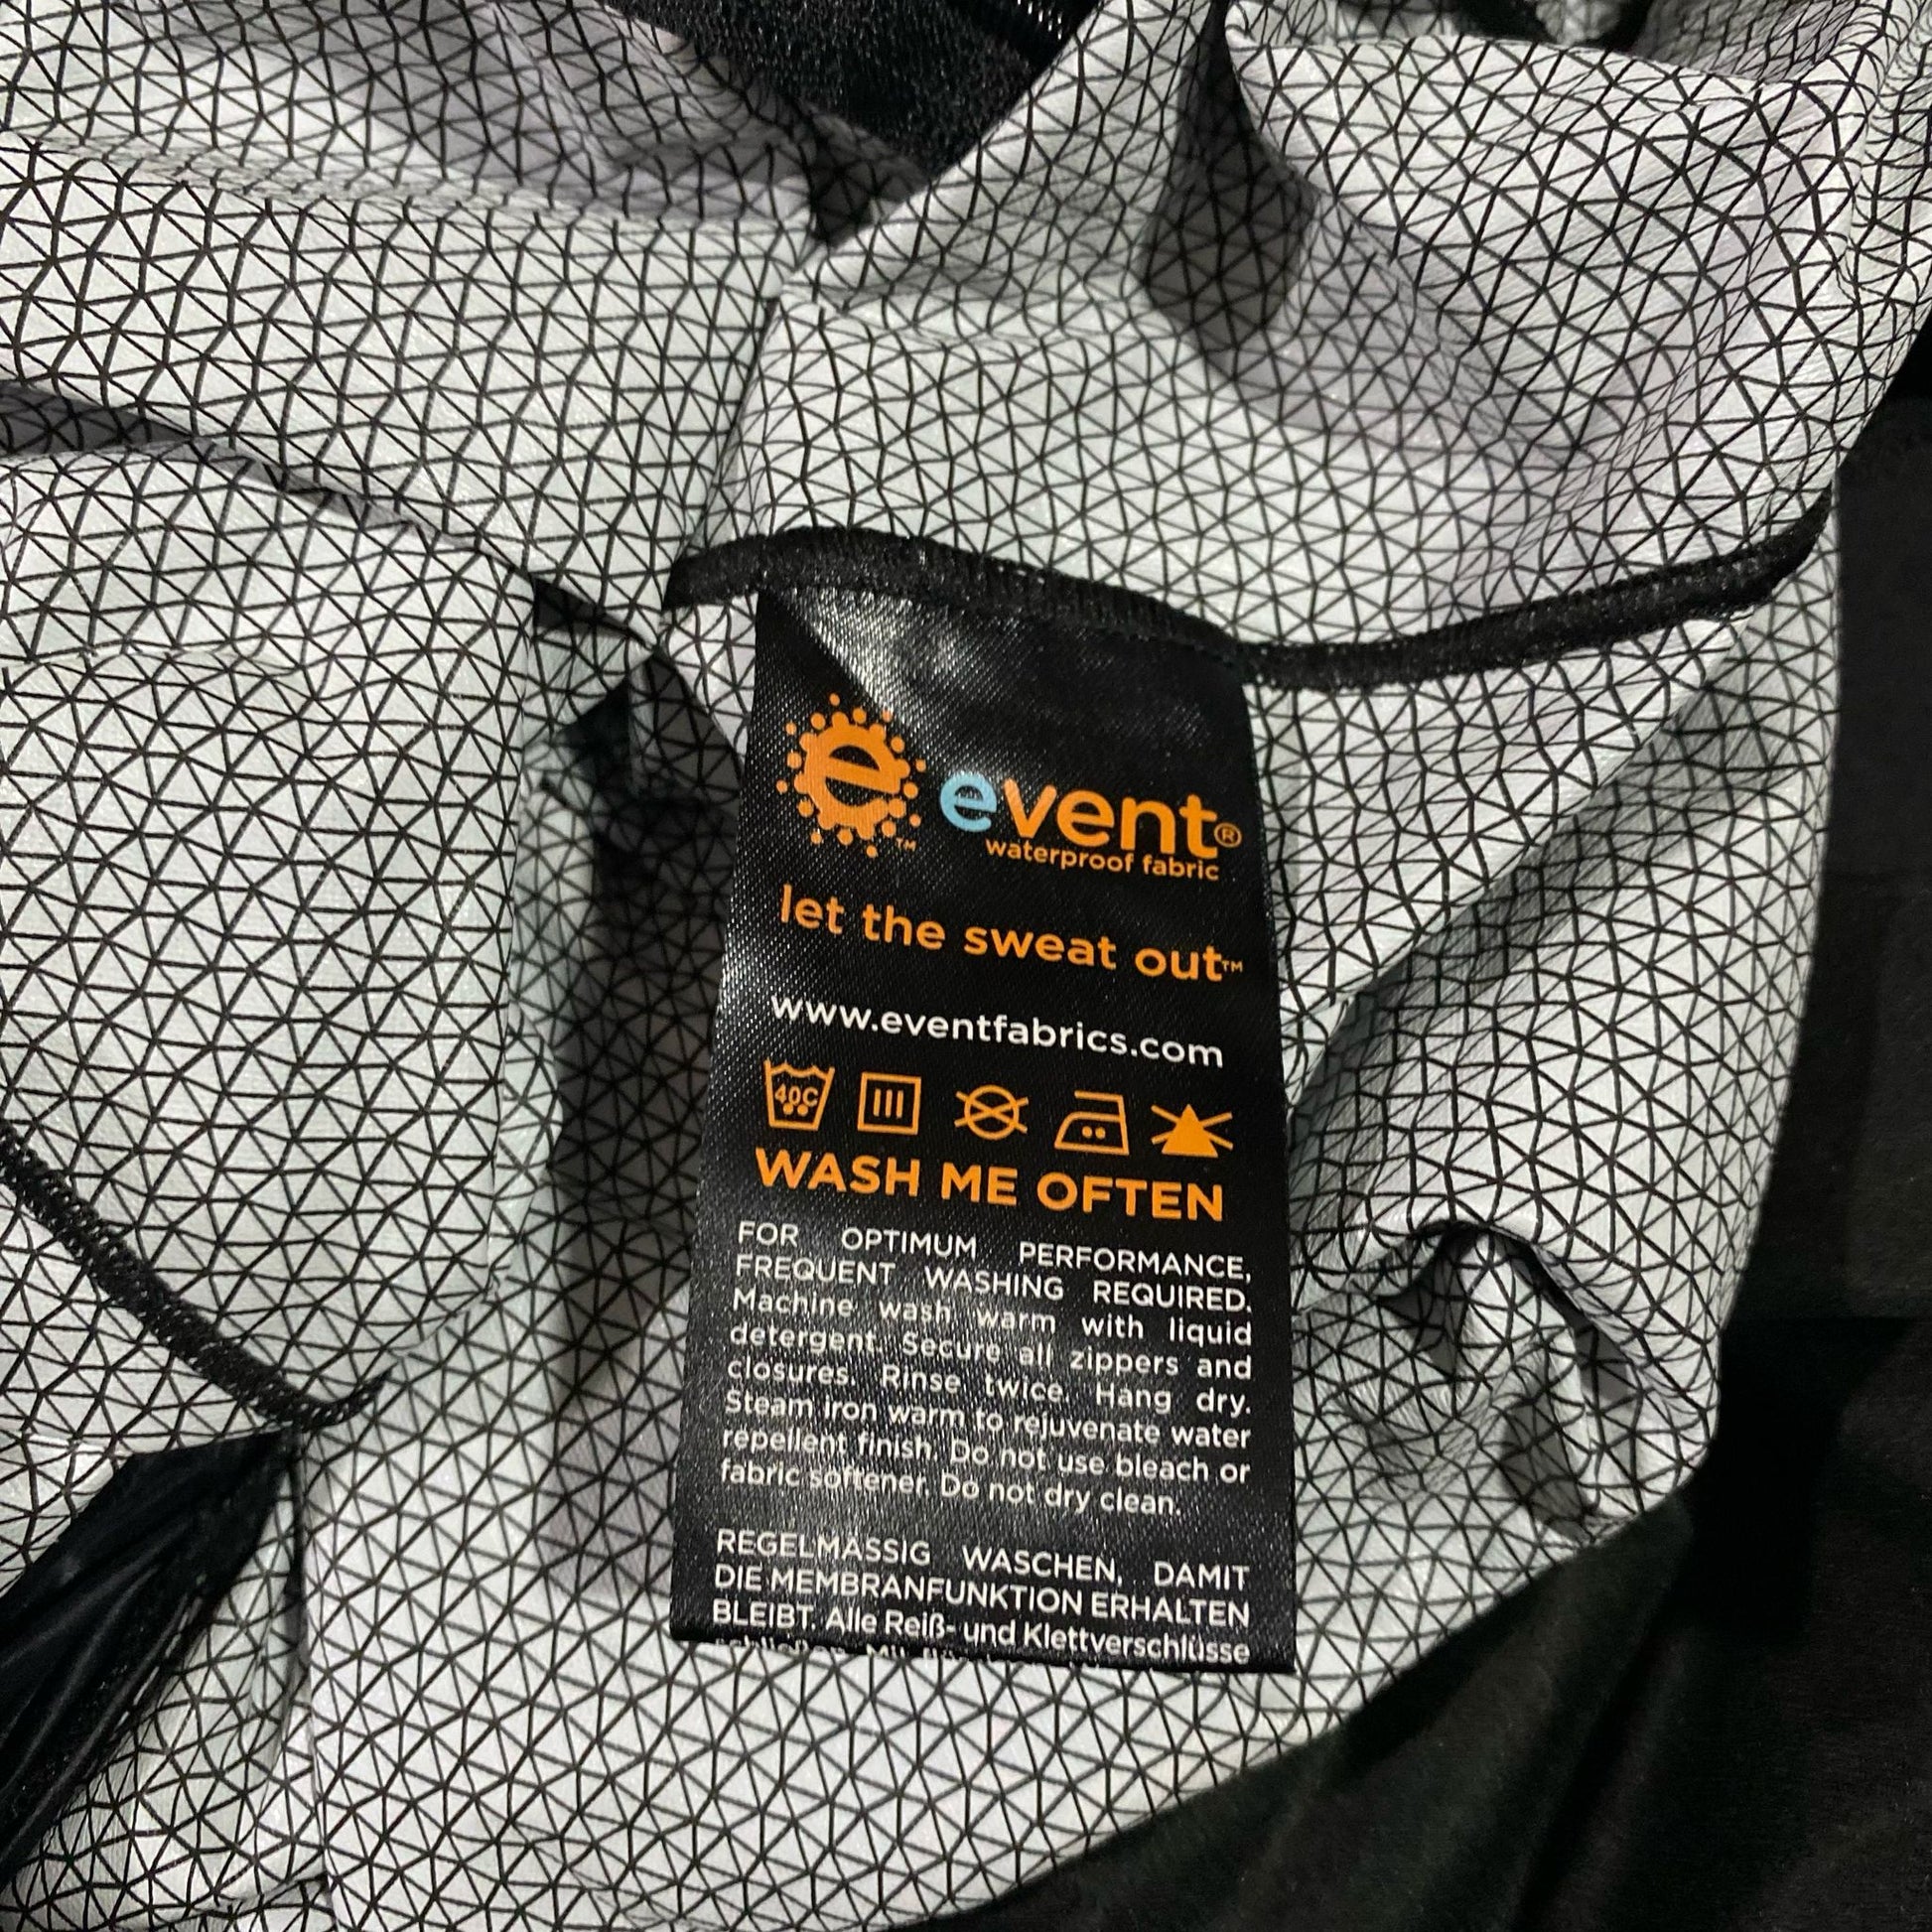 e™
event®
waterproof fabric
let the sweat out™
www.eventfabrics.com
40C
WASH ME OFTEN
FOR OPTIMUM PERFORMANCE,
FREQUENT WASHING REQUIRED.
Machine wash warm with liquid
detergent. Secure all zippers and
closures. Rinse twice. Hang dry.
Steam iron warm to rejuvenate water
repellent finish. Do not use bleach or
fabric softener. Do not dry clean.
REGELMÄSSIG WASCHEN, DAMIT
DIE MEMBRANFUNKTION ERHALTEN
BLEIBT. Alle Reiß- und Klettverschlüsse
schließen.